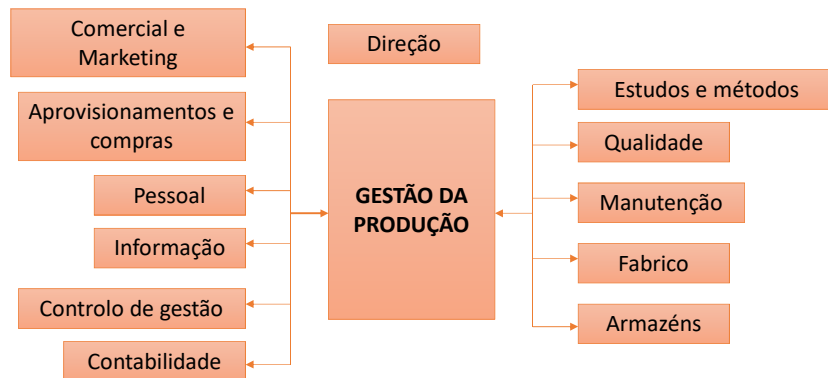 Comercial e
Marketing
Aprovisionamentos e
compras
Pessoal
Informação
Controlo de gestão
Contabilidade
Direção
GESTÃO DA
PRODUÇÃO
Estudos e métodos
Qualidade
Manutenção
Fabrico
Armazéns